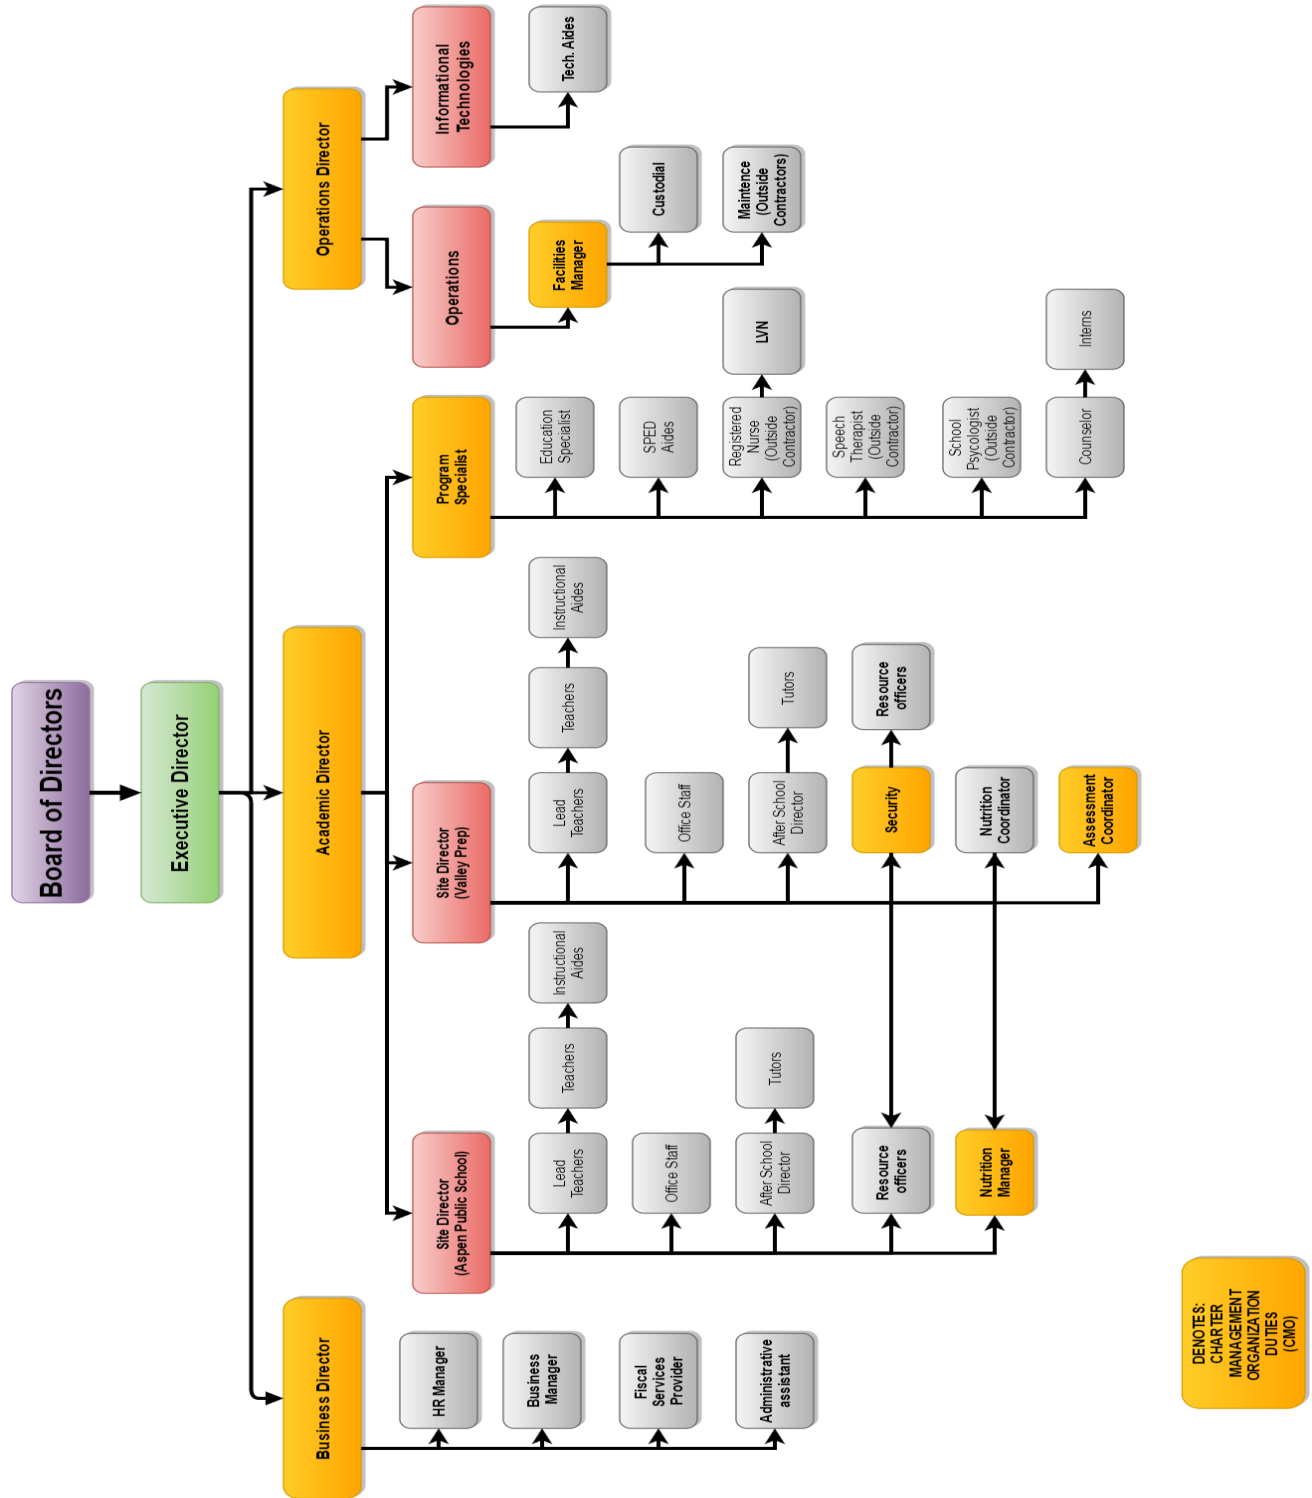 Board of Directors
Executive Director
Business Director
Academic Director
Operations Director
HR Manager
Business
Manager
Fiscal
Services
Provider
Administrative
assistant
Site Director
(Aspen Public School)
Lead
Teachers
Teachers
Instructional
Aides
Office Staff
After School
Director
Tutors
Resource
officers
Nutrition
Manager
Site Director
(Valley Prep)
Lead
Teachers
Teachers
Instructional
Aides
Office Staff
After School
Director
Tutors
Security
Resource
officers
Nutrition
Coordinator
Assessment
Coordinator
Program
Specialist
Education
Specialist
SPED
Aides
Registered
Nurse
(Outside
Contractor)
LVN
Speech
Therapist
(Outside
Contractor)
School
Psycologist
(Outside
Contractor)
Counselor
Interns
Operations
Facilities
Manager
Custodial
Maintence
(Outside
Contractors)
Informational
Technologies
Tech. Aides
DENOTES:
CHARTER
MANAGEMENT
ORGANIZATION
DUTIES
(CMO)